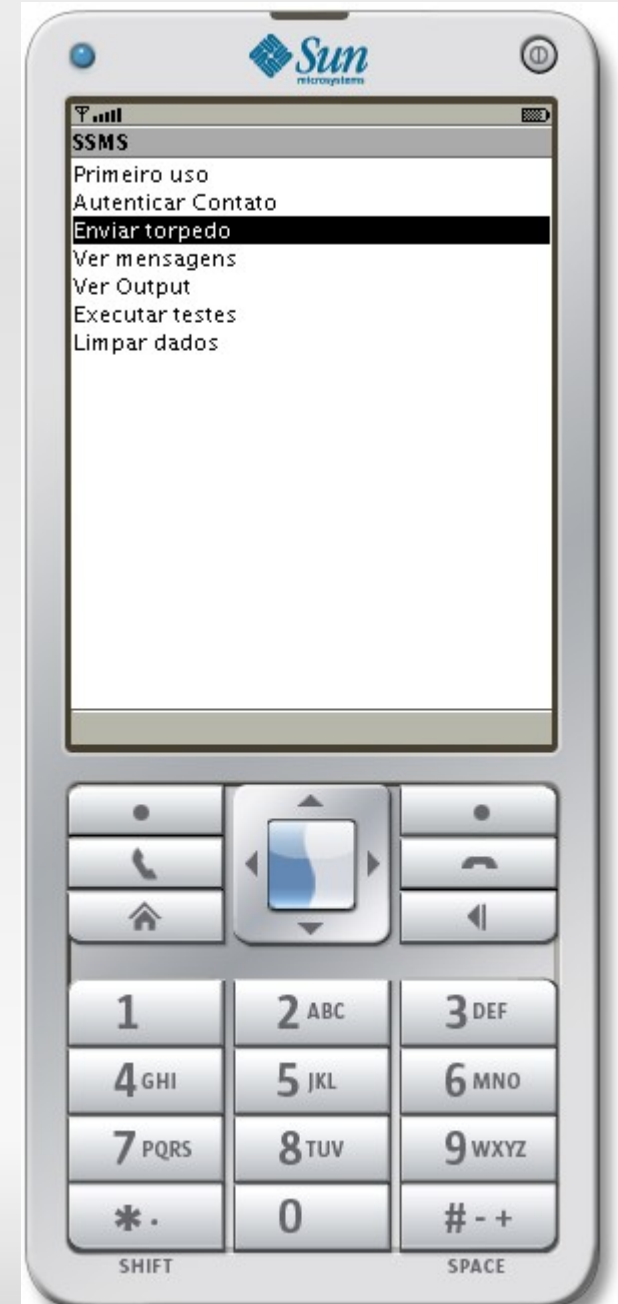 Sun
microsystems
SSMS
Primeiro uso
Autenticar Contato
Enviar torpedo
Ver mensagens
Ver Output
Executar testes
Limpar dados
1
2 ABC
3 DEF
4 GHI
5 JKL
6 MNO
7 PQRS
8 TUV
9 WXYZ
* .
0
# - +
SHIFT
SPACE